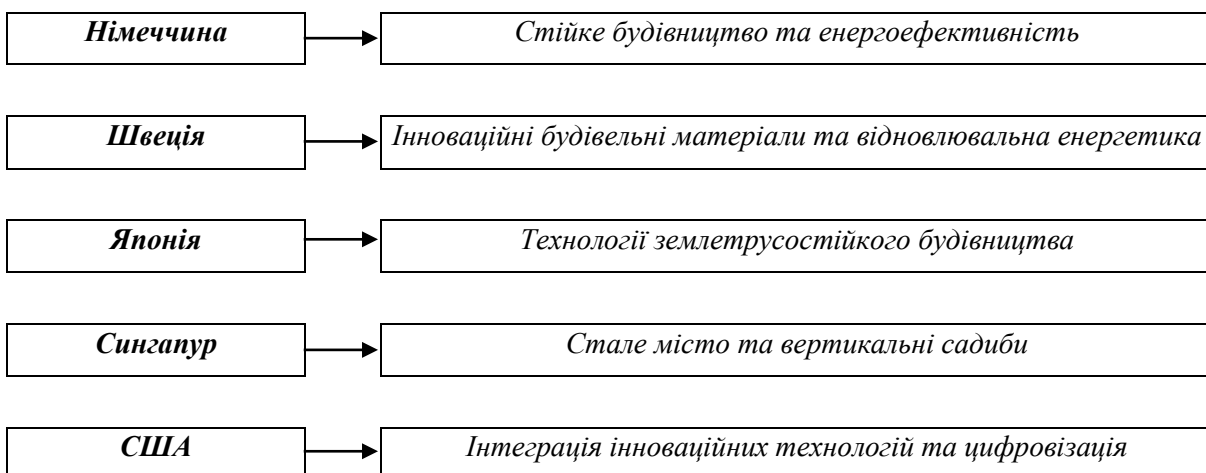 Німеччина
Стійке будівництво та енергоефективність
Швеція
Інноваційні будівельні матеріали та відновлювальна енергетика
Японія
Технології землетрусостійкого будівництва
Сингапур
Стале місто та вертикальні садиби
США
Інтеграція інноваційних технологій та цифровізація